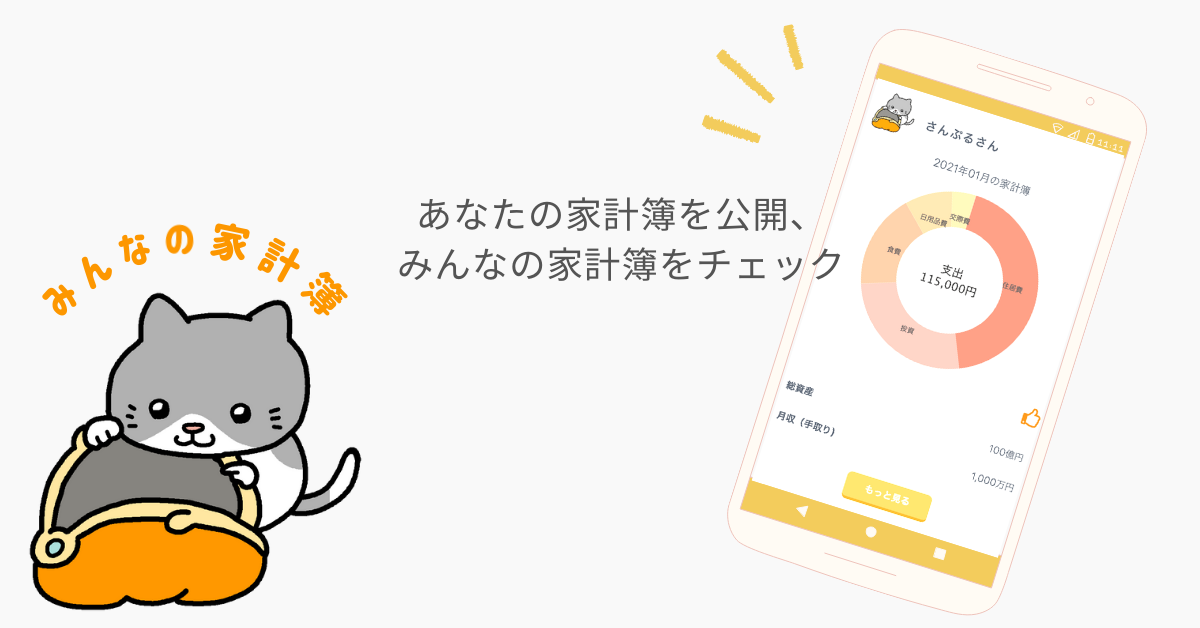 みんなの家計簿
あなたの家計簿を公開、
みんなの家計簿をチェック
11:11
さんぷるさん
2021年01月の家計簿
交際費
日用品費
食費
住居費
投資
支出
115,000円
総資産
100億円
月収（手取り）
1,000万円
もっと見る